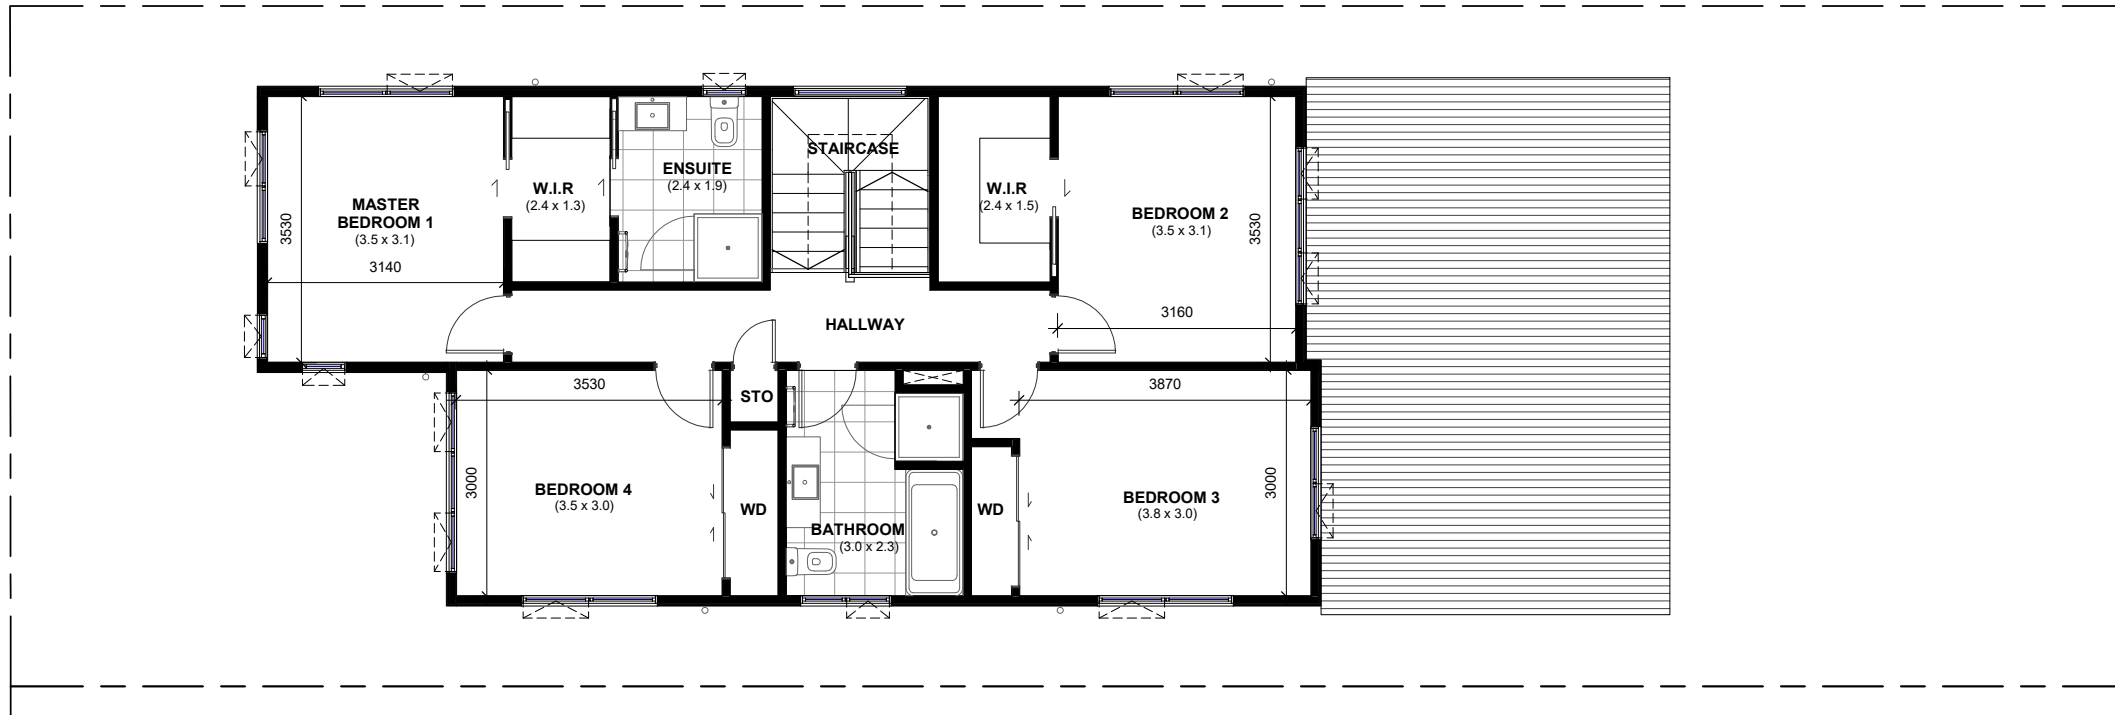 STAIRCASE
ENSUITE
(2.4 x 1.9)
W.I.R
(2.4 x 1.3)
MASTER
BEDROOM 1
(3.5 x 3.1)
3530
3140
W.I.R
(2.4 x 1.5)
BEDROOM 2
(3.5 x 3.1)
3530
3160
HALLWAY
3530
STO
3870
3000
BEDROOM 4
(3.5 x 3.0)
WD
BATHROOM
(3.0 x 2.3)
WD
BEDROOM 3
(3.8 x 3.0)
3000